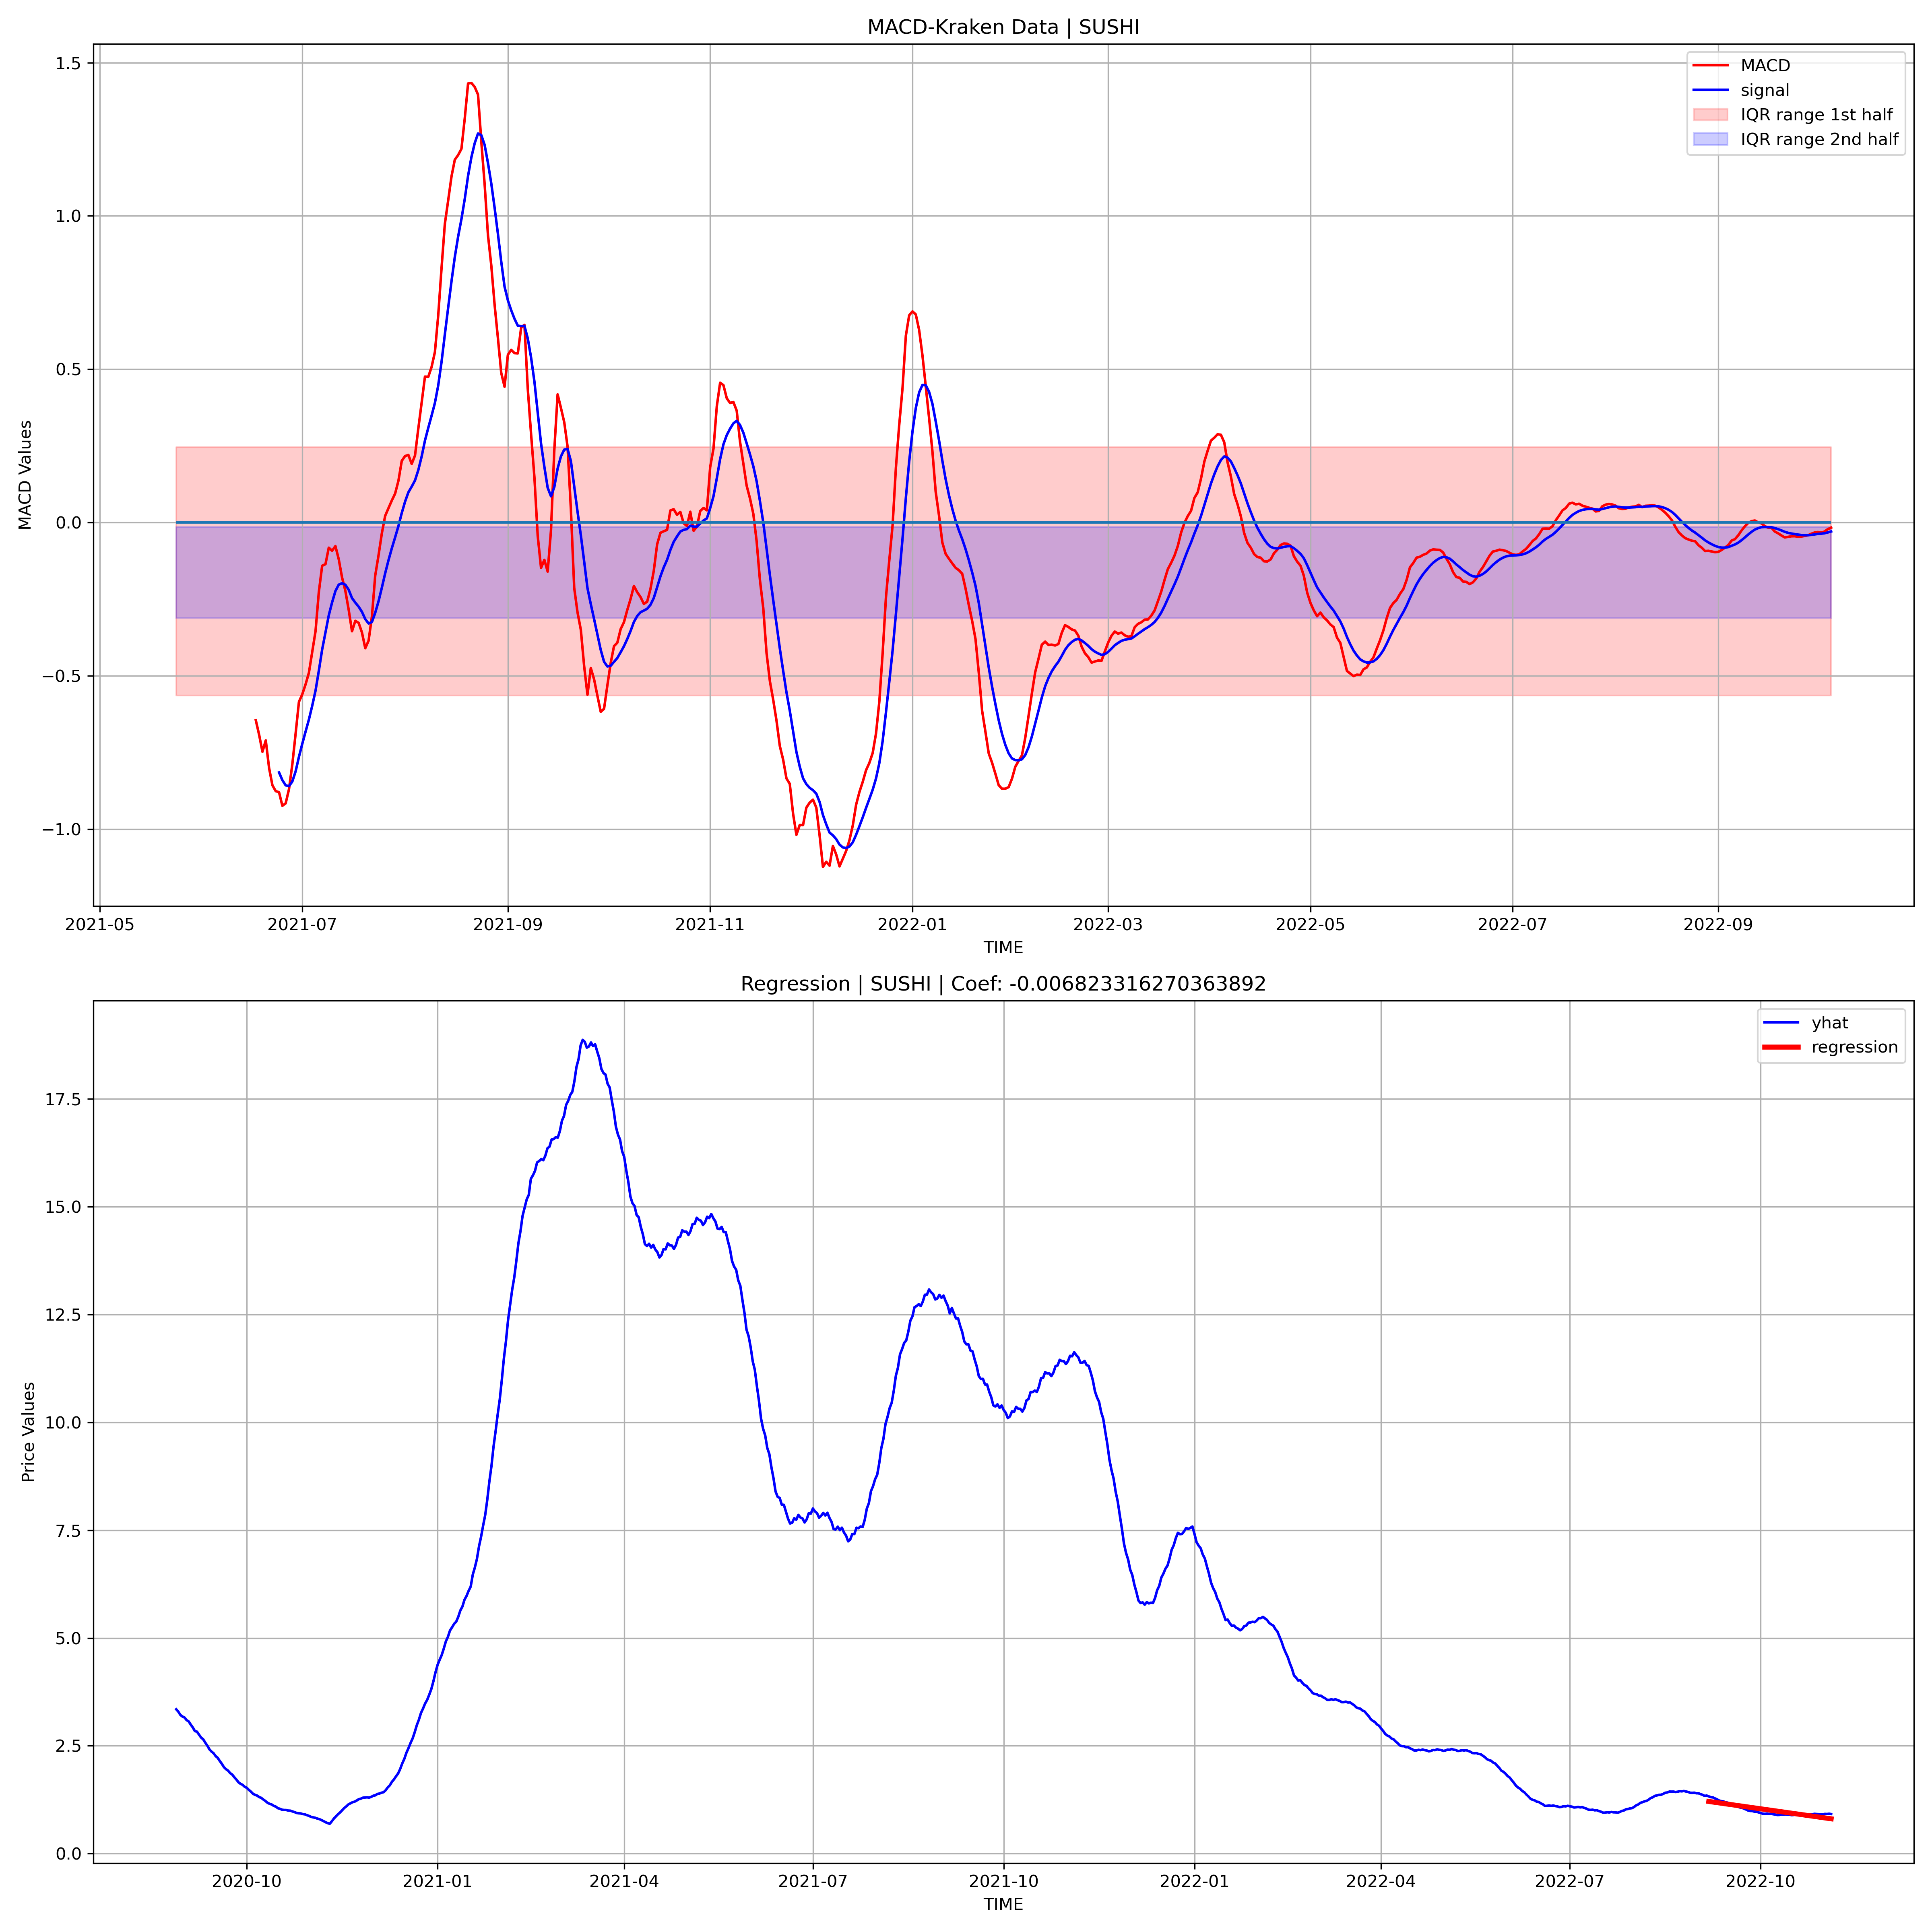 MACD-Kraken Data | SUSHI
MACD
signal
IQR range 1st half
IQR range 2nd half
MACD Values
1.5
1.0
0.5
0.0
−0.5
−1.0
2021-05 2021-07 2021-09 2021-11 2022-01 2022-03 2022-05 2022-07 2022-09
TIME
Regression | SUSHI | Coef: -0.006823316270363892
yhat
regression
Price Values
17.5
15.0
12.5
10.0
7.5
5.0
2.5
0.0
2020-10 2021-01 2021-04 2021-07 2021-10 2022-01 2022-04 2022-07 2022-10
TIME